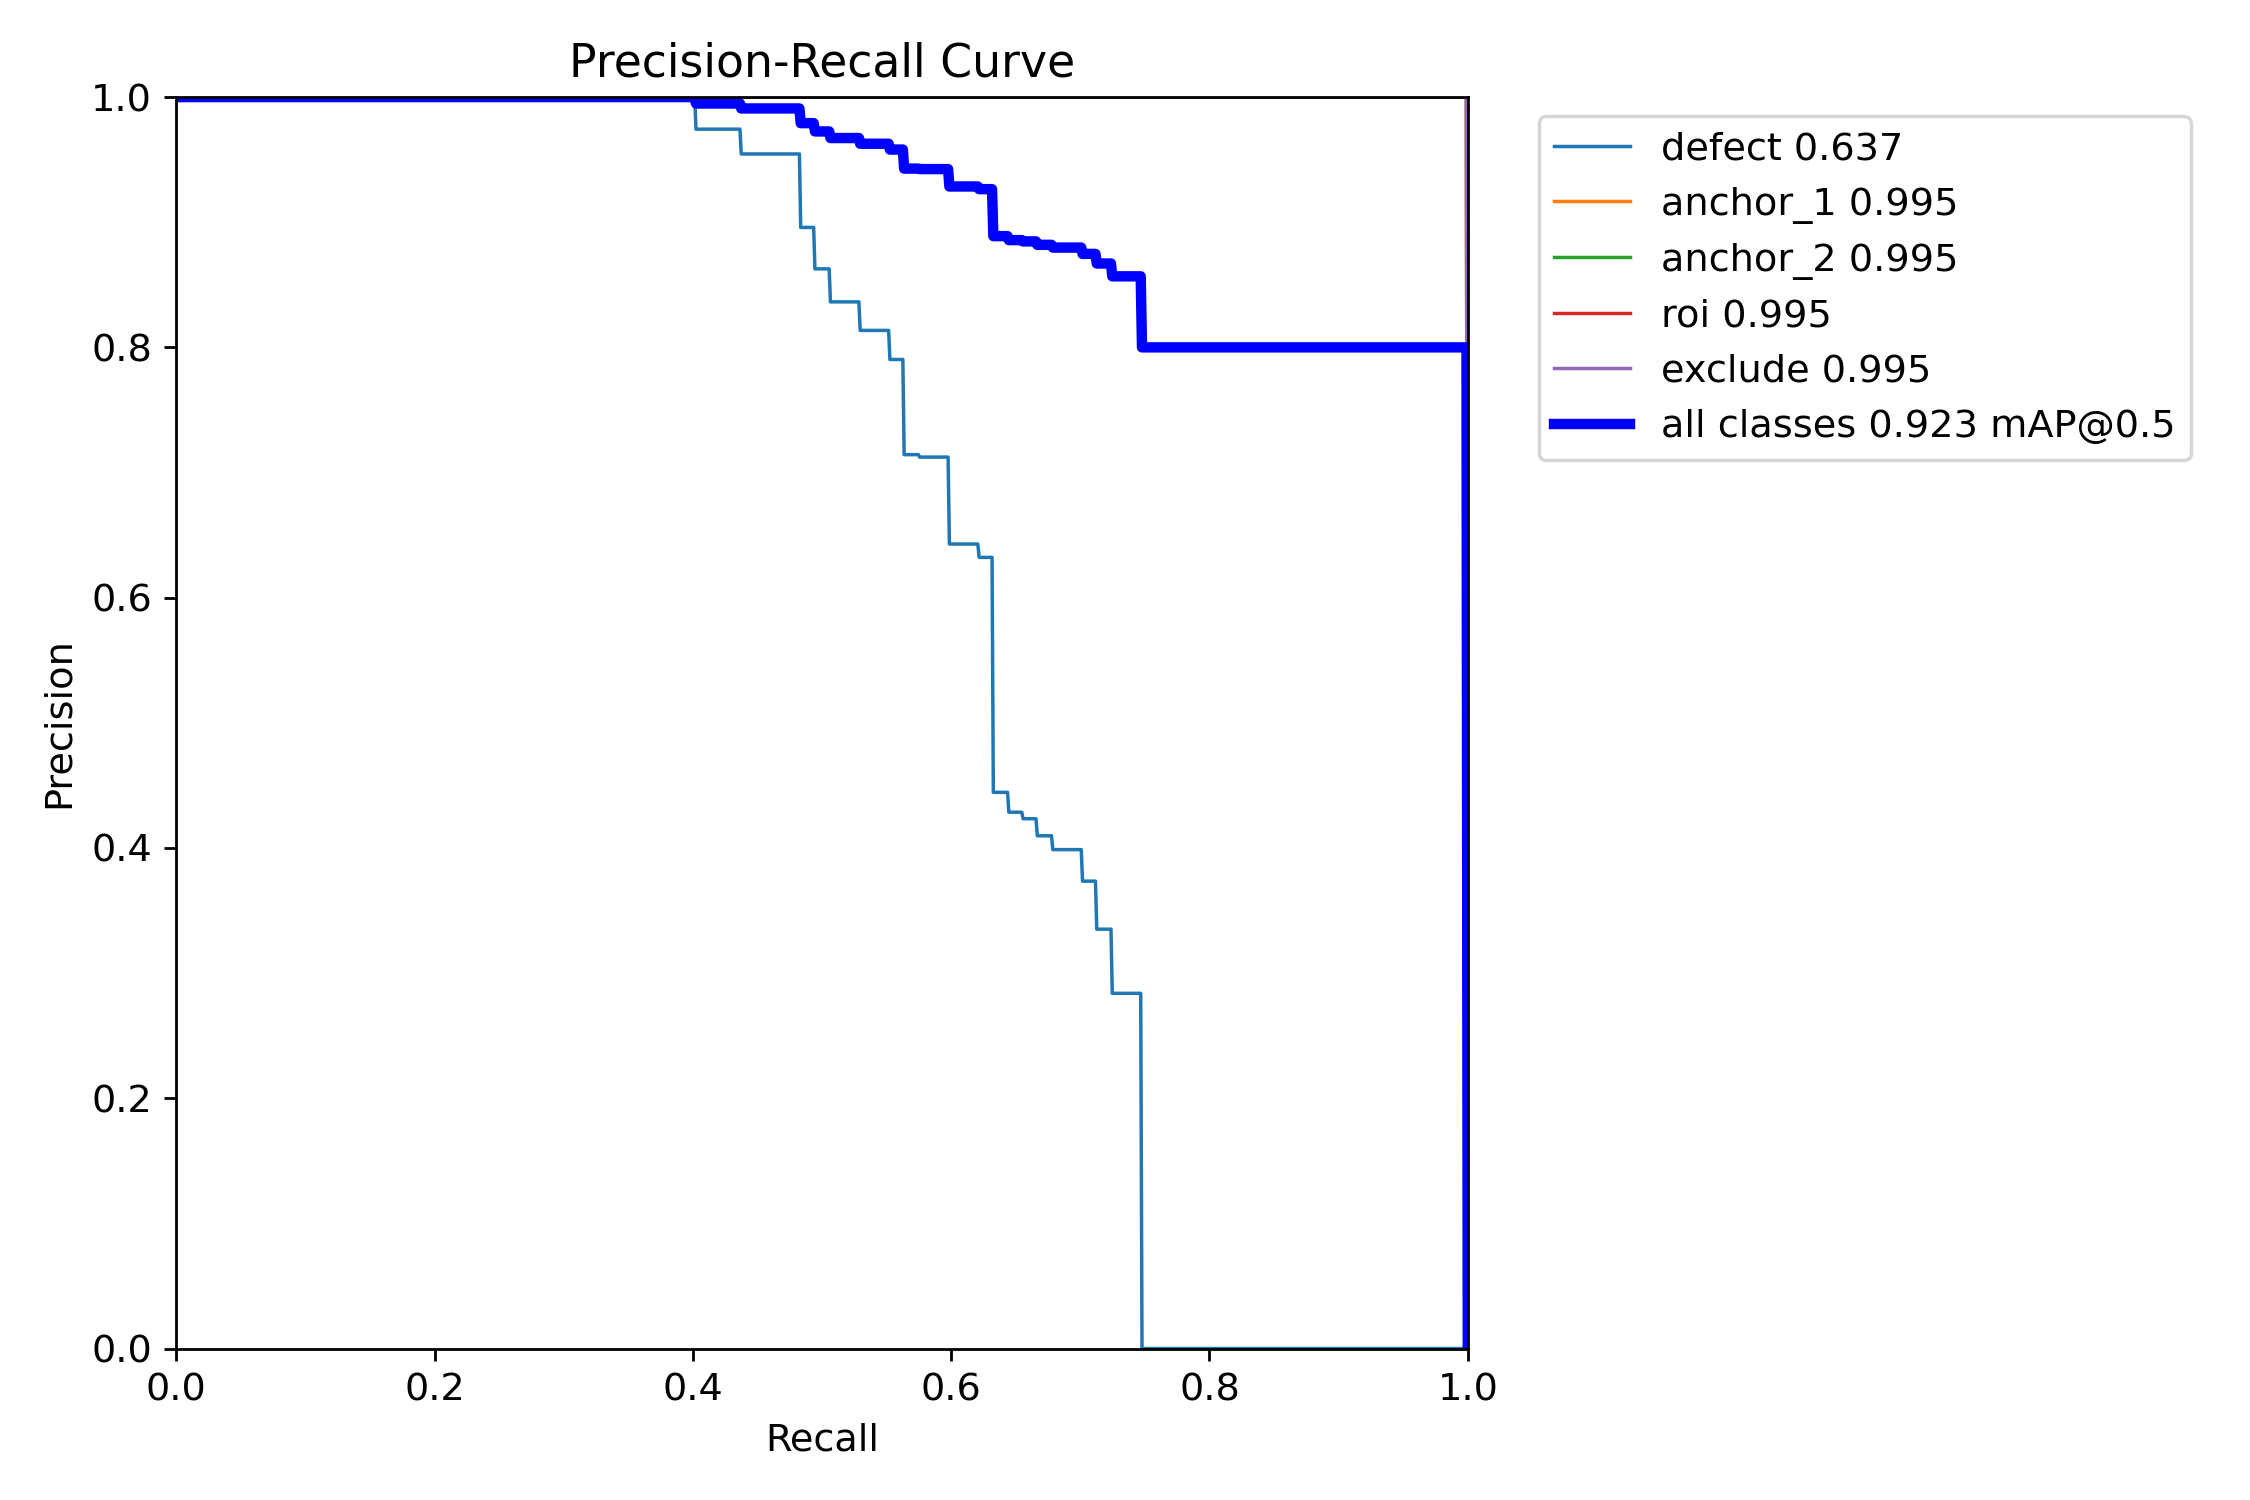 Precision-Recall Curve
1.0
0.8
0.6
0.4
0.2
0.0
Precision
0.0 0.2 0.4 0.6 0.8 1.0
Recall
defect 0.637
anchor_1 0.995
anchor_2 0.995
roi 0.995
exclude 0.995
all classes 0.923 mAP@0.5